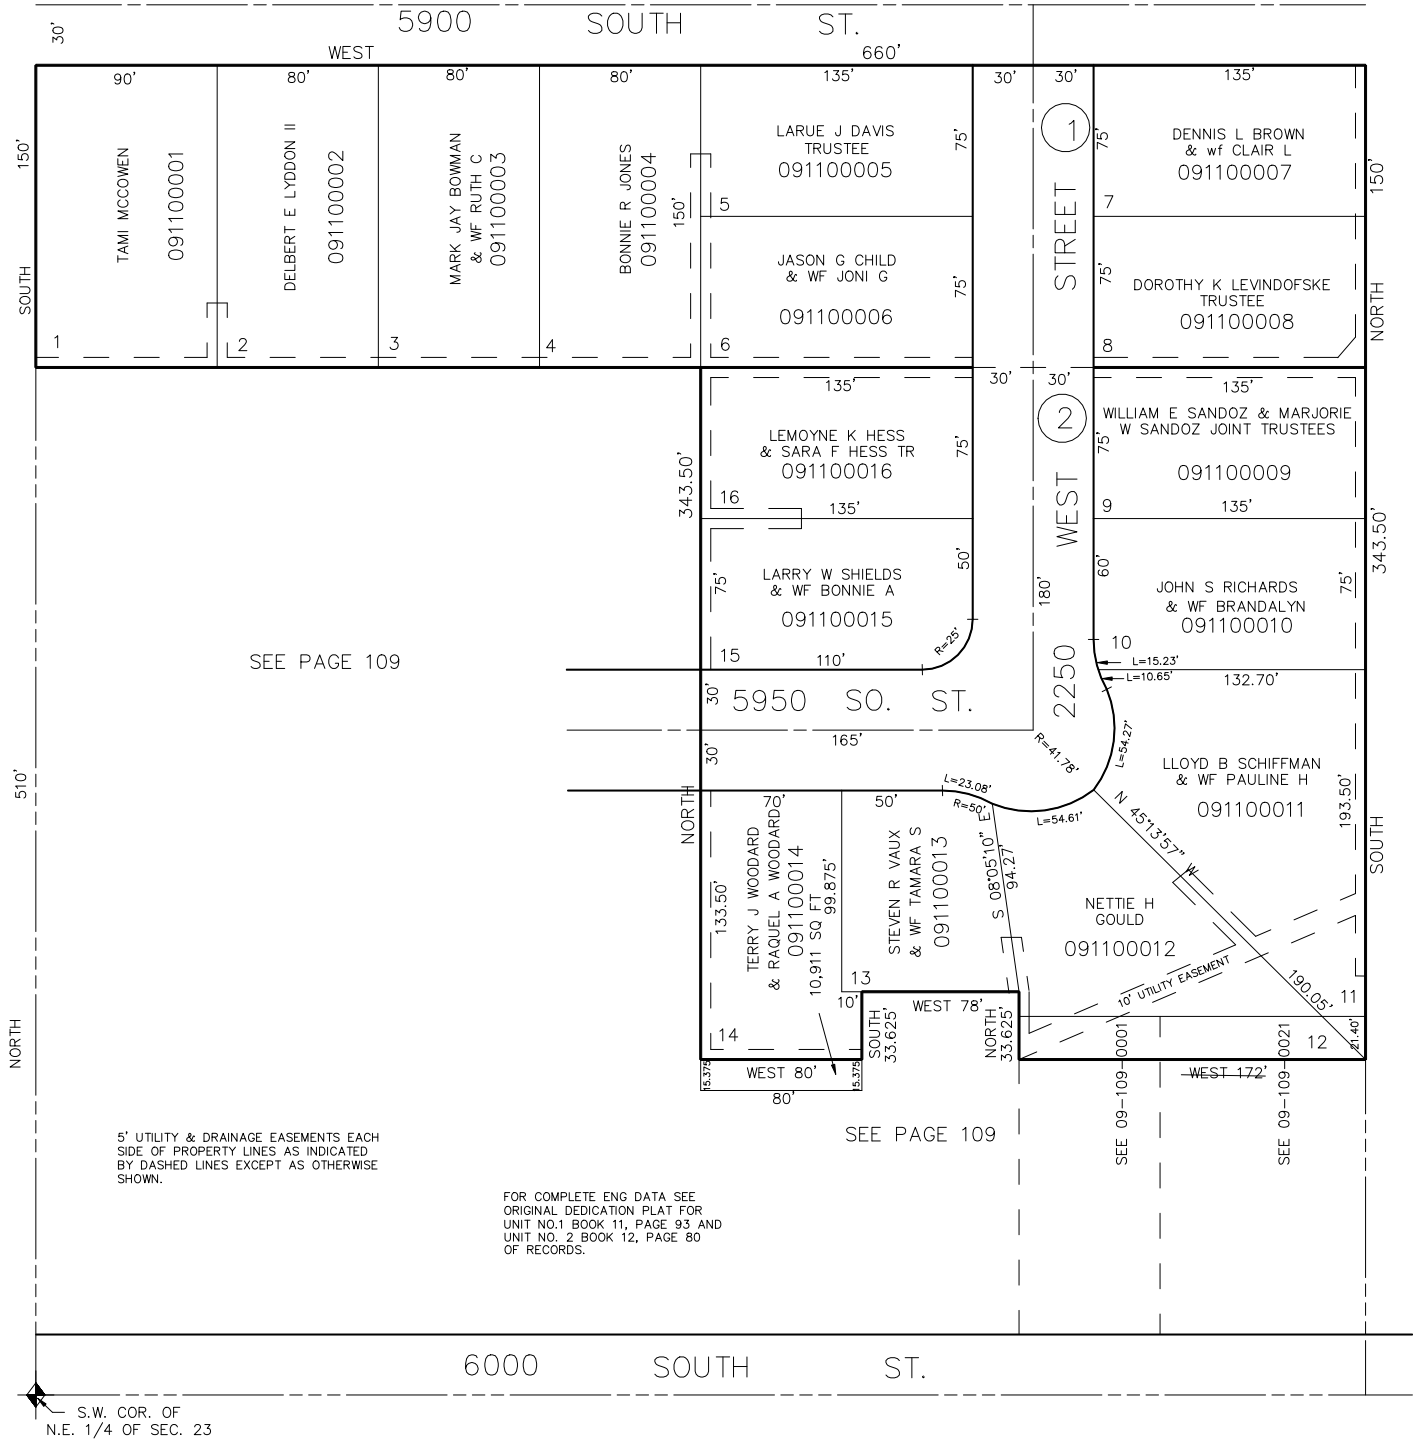 5900 SOUTH ST.
30'
WEST 660'
90' 80' 80' 80' 135' 30' 30' 135'
150'
SOUTH
TAMI MCCOWEN
091100001
1
DELBERT E LYDDON II
091100002
2
MARK JAY BOWMAN
& WF RUTH C
091100003
3
BONNIE R JONES
091100004
150'
4
LARUE J DAVIS
TRUSTEE
091100005
75'
5
JASON G CHILD
& WF JONI G
091100006
75'
6
1
STREET
75'
DENNIS L BROWN
& wf CLAIR L
091100007
7
150'
75'
DOROTHY K LEVINDOFSKE
TRUSTEE
091100008
8
NORTH
135' 30' 30' 135'
2
LEMOYNE K HESS
& SARA F HESS TR
091100016
75'
343.50'
16
135'
WILLIAM E SANDOZ & MARJORIE
W SANDOZ JOINT TRUSTEES
75'
091100009
9
135'
WEST
343.50'
LARRY W SHIELDS
& WF BONNIE A
091100015
75'
50'
R=25'
15
110'
180'
60'
JOHN S RICHARDS
& WF BRANDALYN
091100010
75'
10
L=15.23'
L=10.65'
132.70'
SEE PAGE 109
2250
30'
5950 SO. ST.
165'
30'
R=41.78'
L=54.27'
LLOYD B SCHIFFMAN
& WF PAULINE H
091100011
193.50'
510'
NORTH
L=23.08'
R=50'
L=54.61'
70' 50'
N 45°13'57" W
190.05'
SOUTH
TERRY J WOODARD
& RAQUEL A WOODARD
091100014
10,911 SQ FT
99.875'
133.50'
STEVEN R VAUX
& WF TAMARA S
091100013
S 08°05'10" E
94.27
NETTIE H
GOULD
091100012
10' UTILITY EASEMENT
13
10'
WEST 78'
11
14
SOUTH
33.625'
NORTH
33.625'
12
21.40'
NORTH
15.375
WEST 80'
15.375
80'
WEST 172'
SEE 09-109-0001
SEE 09-109-0021
SEE PAGE 109
5' UTILITY & DRAINAGE EASEMENTS EACH
SIDE OF PROPERTY LINES AS INDICATED
BY DASHED LINES EXCEPT AS OTHERWISE
SHOWN.
FOR COMPLETE ENG DATA SEE
ORIGINAL DEDICATION PLAT FOR
UNIT NO.1 BOOK 11, PAGE 93 AND
UNIT NO. 2 BOOK 12, PAGE 80
OF RECORDS.
6000 SOUTH ST.
S.W. COR. OF
N.E. 1/4 OF SEC. 23